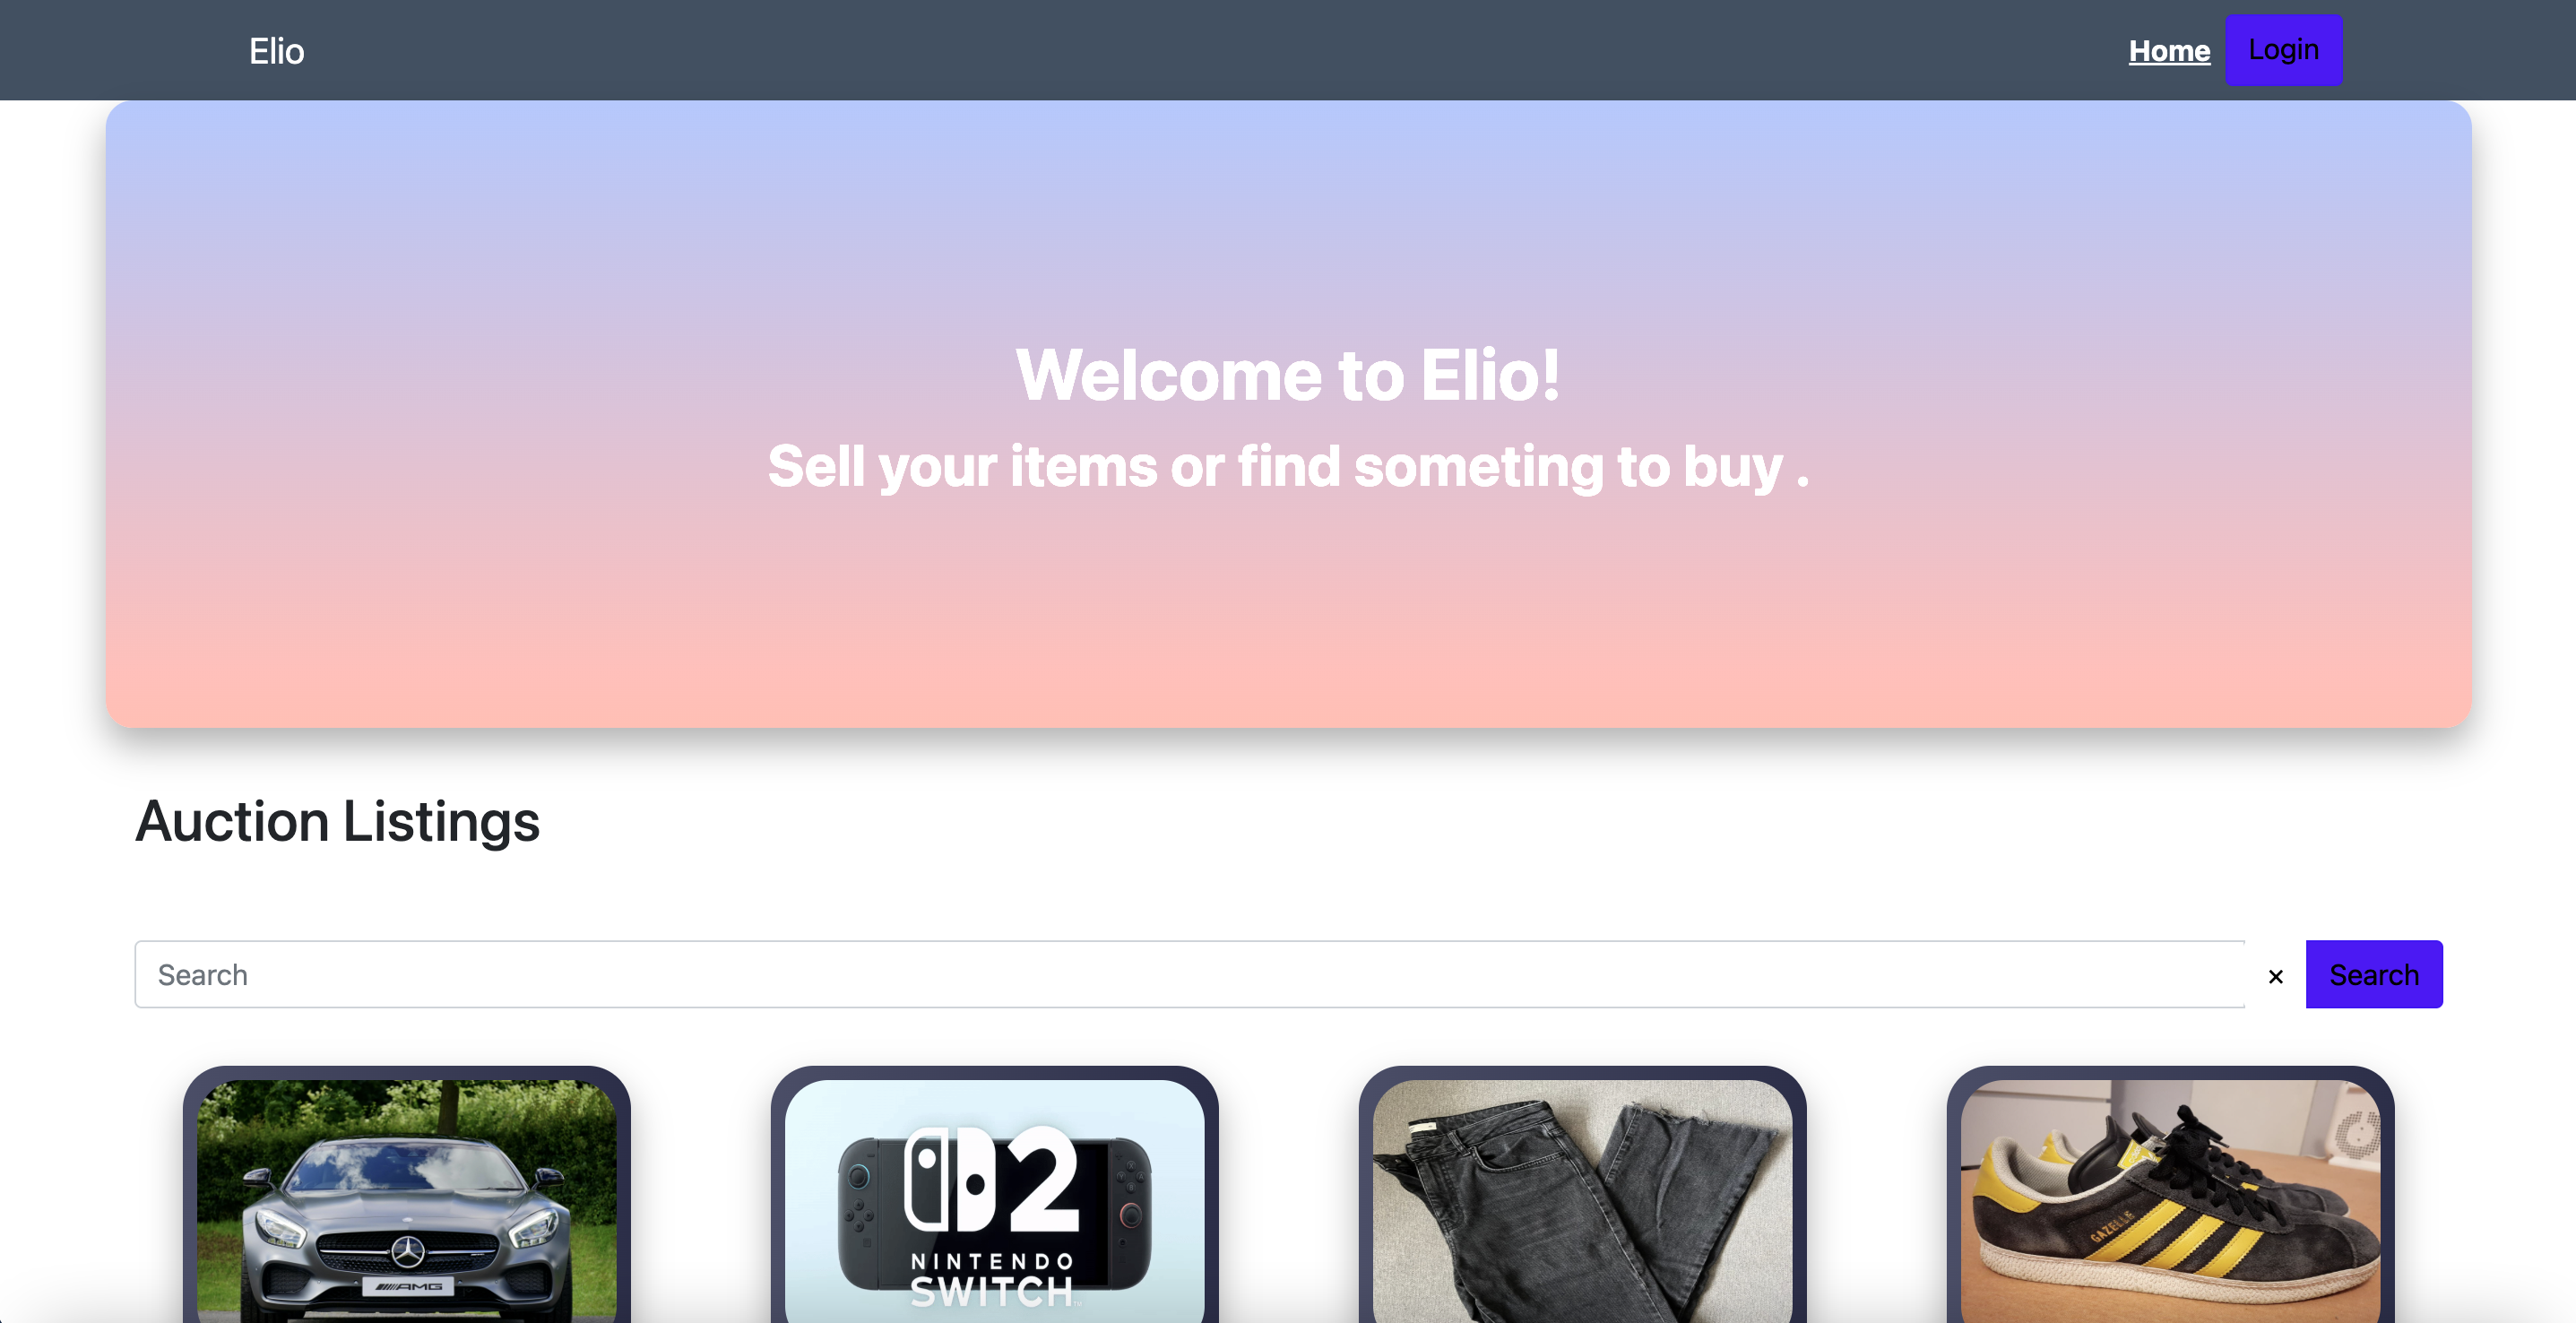 Elio
Home
Login
Welcome to Elio!
Sell your items or find someting to buy .
Auction Listings
Search
×
Search
AMG
2
NINTENDO
SWITCH
GAZELLE